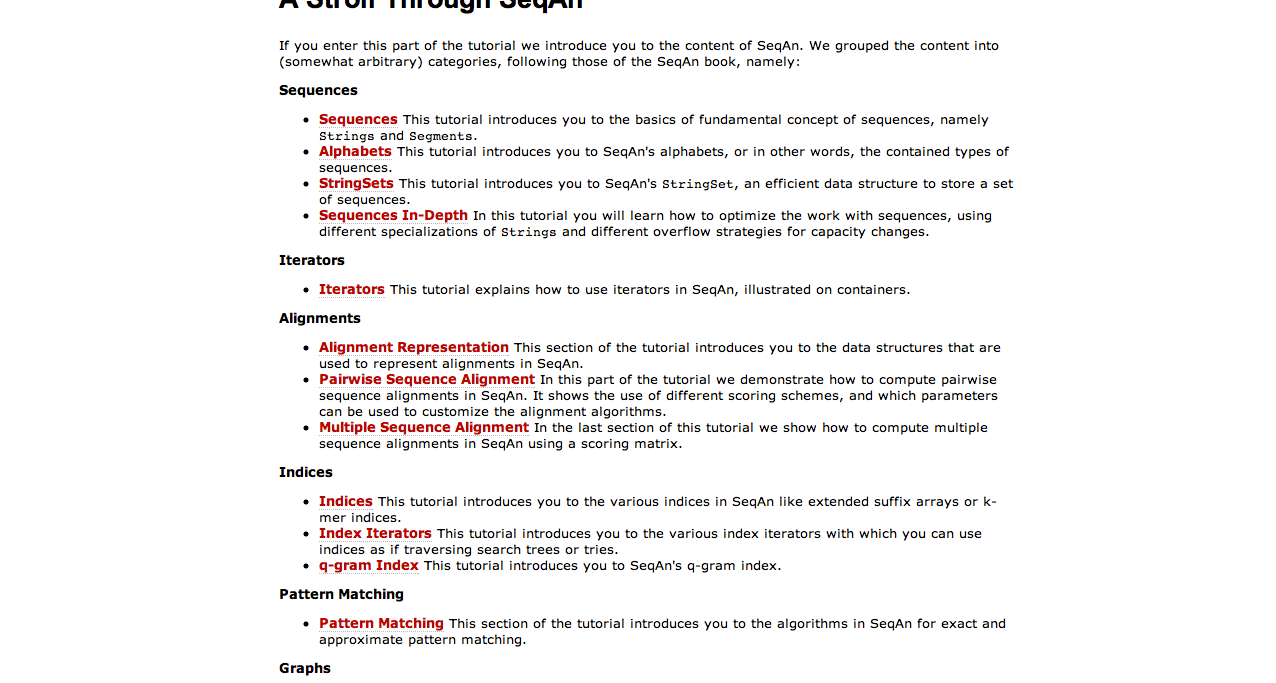 A Stroll Through SeqAn
If you enter this part of the tutorial we introduce you to the content of SeqAn. We grouped the content into
(somewhat arbitrary) categories, following those of the SeqAn book, namely:
Sequences
• Sequences This tutorial introduces you to the basics of fundamental concept of sequences, namely
Strings and Segments.
• Alphabets This tutorial introduces you to SeqAn's alphabets, or in other words, the contained types of
sequences.
• StringSets This tutorial introduces you to SeqAn's StringSet, an efficient data structure to store a set
of sequences.
• Sequences In-Depth In this tutorial you will learn how to optimize the work with sequences, using
different specializations of Strings and different overflow strategies for capacity changes.
Iterators
• Iterators This tutorial explains how to use iterators in SeqAn, illustrated on containers.
Alignments
• Alignment Representation This section of the tutorial introduces you to the data structures that are
used to represent alignments in SeqAn.
• Pairwise Sequence Alignment In this part of the tutorial we demonstrate how to compute pairwise
sequence alignments in SeqAn. It shows the use of different scoring schemes, and which parameters
can be used to customize the alignment algorithms.
• Multiple Sequence Alignment In the last section of this tutorial we show how to compute multiple
sequence alignments in SeqAn using a scoring matrix.
Indices
• Indices This tutorial introduces you to the various indices in SeqAn like extended suffix arrays or k-
mer indices.
• Index Iterators This tutorial introduces you to the various index iterators with which you can use
indices as if traversing search trees or tries.
• q-gram Index This tutorial introduces you to SeqAn's q-gram index.
Pattern Matching
• Pattern Matching This section of the tutorial introduces you to the algorithms in SeqAn for exact and
approximate pattern matching.
Graphs